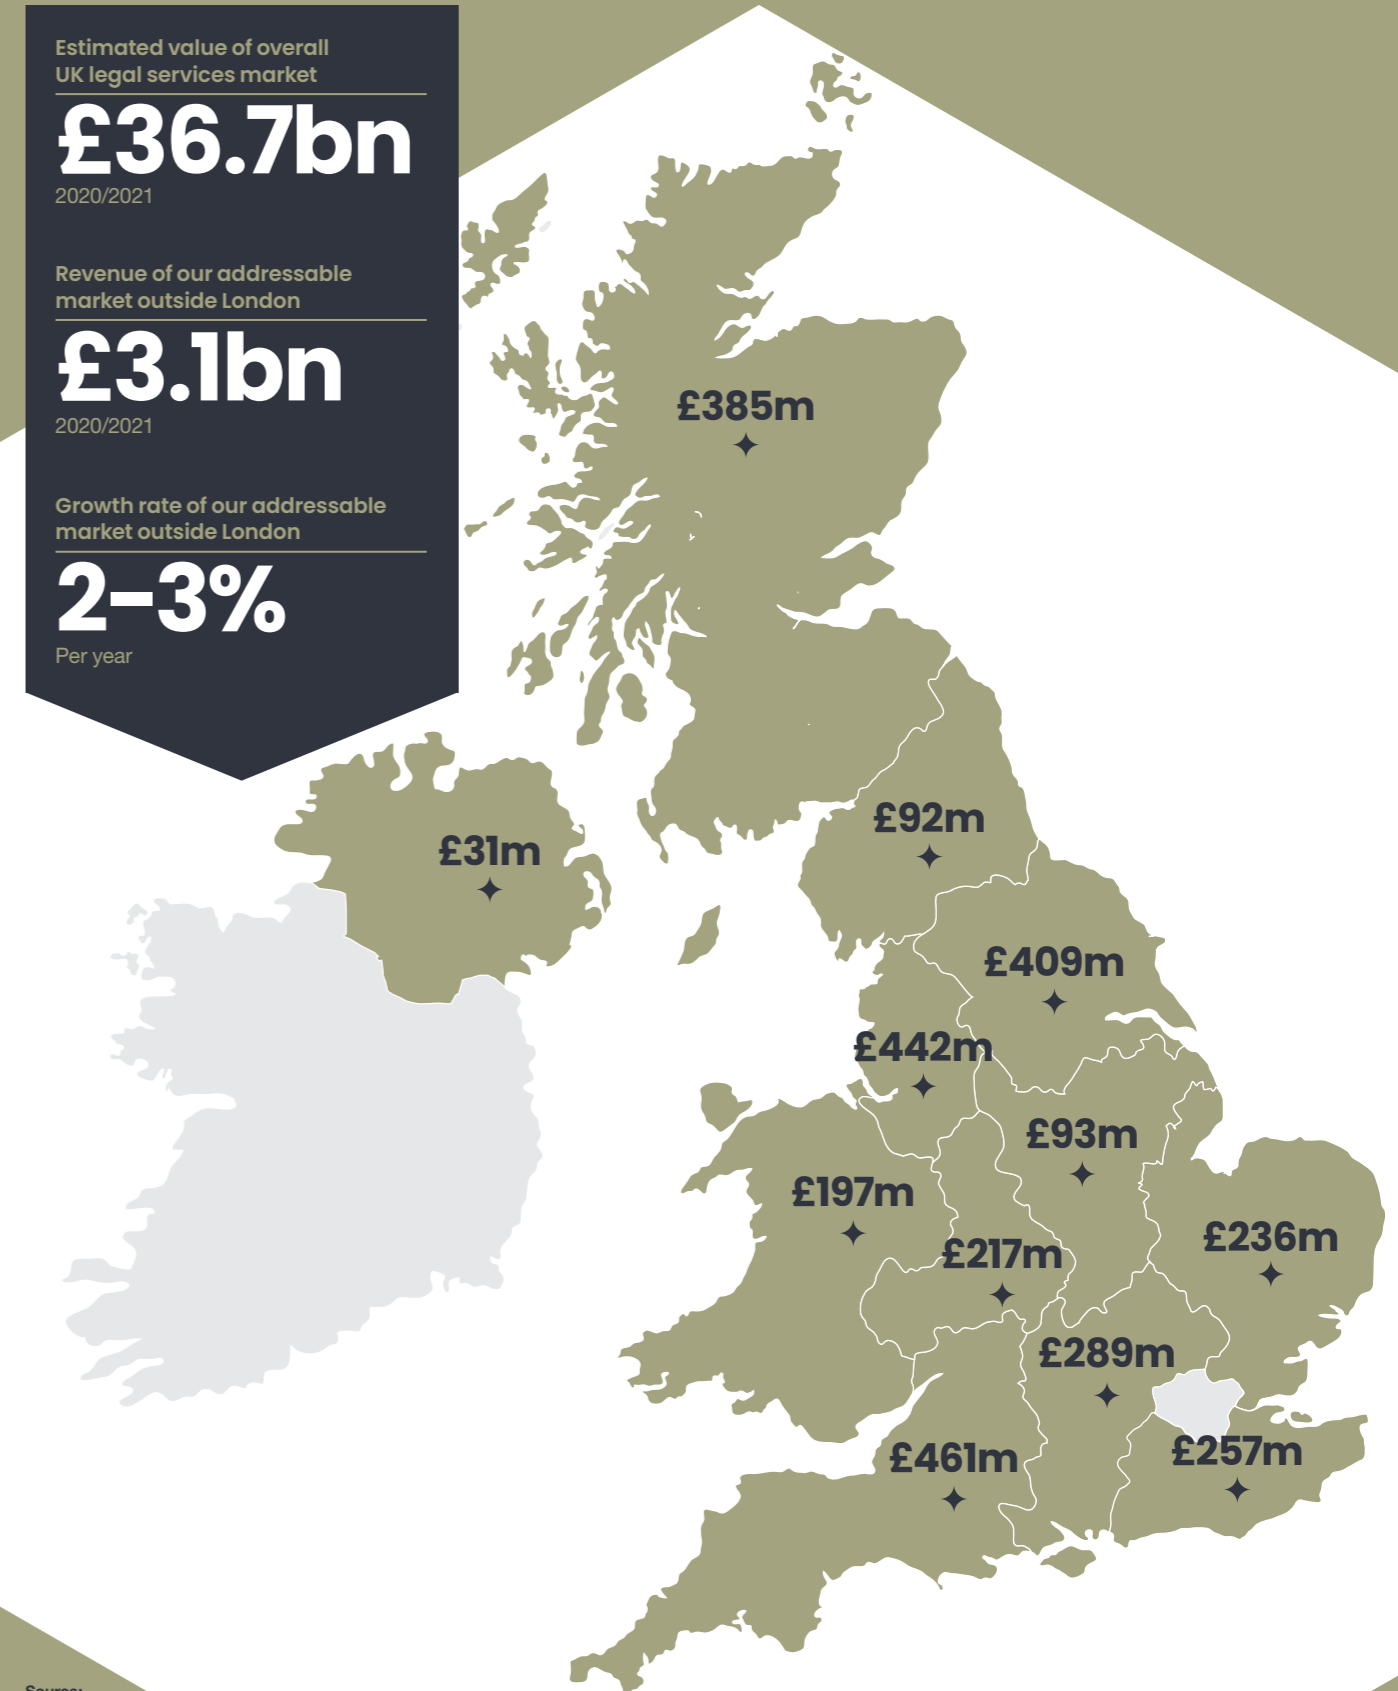 Estimated value of overall
UK legal services market
£36.7bn
2020/2021
Revenue of our addressable
market outside London
£3.1bn
2020/2021
Growth rate of our addressable
market outside London
2–3%
Per year
£385m
£92m
£31m
£409m
£442m
£93m
£197m
£236m
£217m
£289m
£257m
£461m
Source: